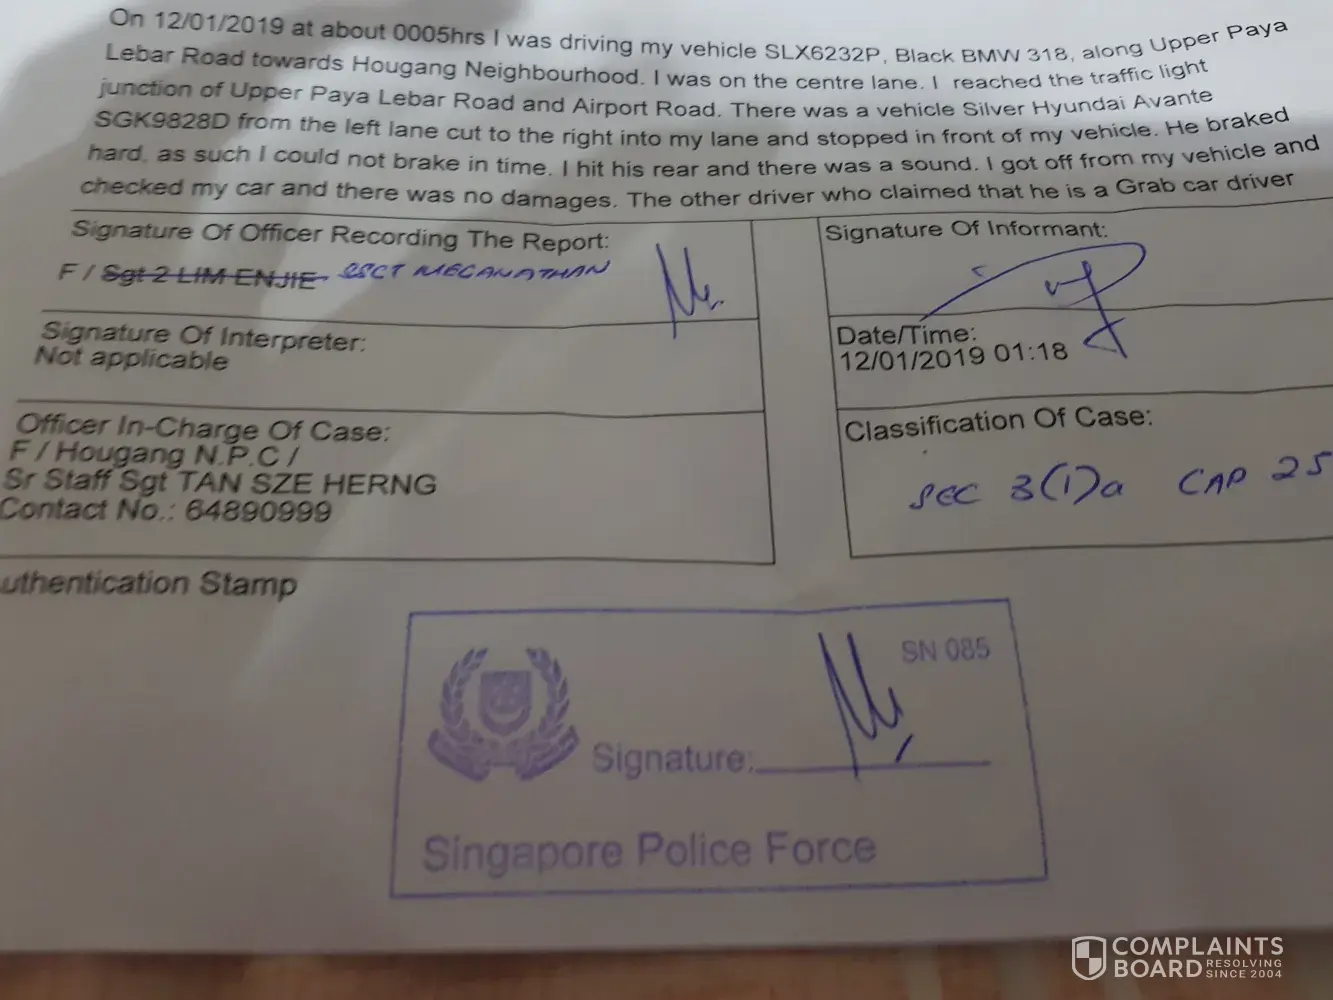 On 12/01/2019 at about 0005hrs I was driving my vehicle SLX6232P, Black BMW 318, along Upper Paya
Lebar Road towards Hougang Neighbourhood. I was on the centre lane. I reached the traffic light
junction of Upper Paya Lebar Road and Airport Road. There was a vehicle Silver Hyundai Avante
SGK9828D from the left lane cut to the right into my lane and stopped in front of my vehicle. He braked
hard, as such I could not brake in time. I hit his rear and there was a sound. I got off from my vehicle and
checked my car and there was no damages. The other driver who claimed that he is a Grab car driver
Signature Of Officer Recording The Report:
F / Sgt 2 LIM ENJIE SSGT MEGANATHAN
Signature Of Informant:
Signature Of Interpreter:
Not applicable
Date/Time:
12/01/2019 01:18
Officer In-Charge Of Case:
F / Hougang N.P.C /
Sr Staff Sgt TAN SZE HERNG
Contact No.: 64890999
Classification Of Case:
SEC 3(1)a CAP 25
uthentication Stamp
SN 085
Signature:
Singapore Police Force
COMPLAINTS
BOARD RESOLVING
SINCE 2004